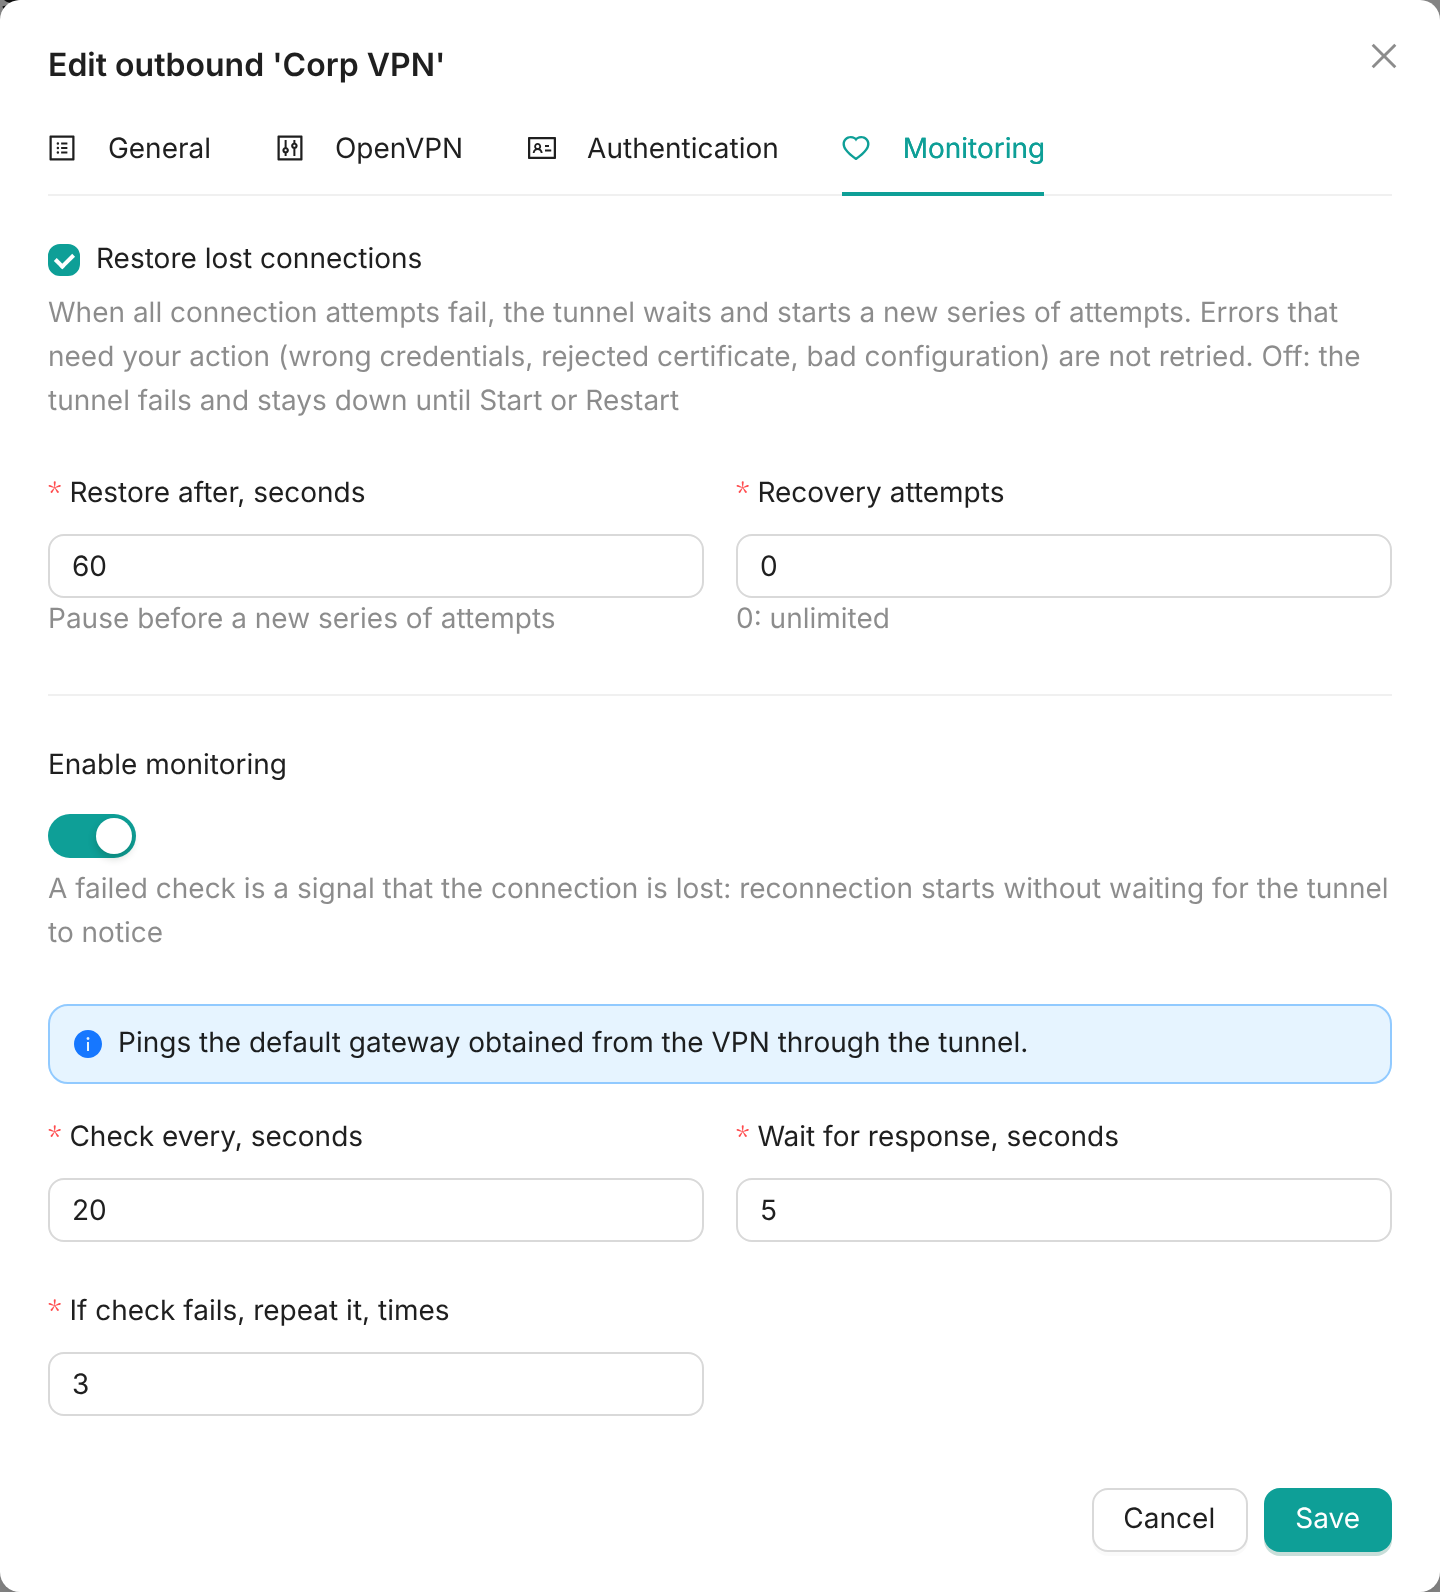 Edit outbound 'Corp VPN'
General
OpenVPN
Authentication
Monitoring
Restore lost connections
When all connection attempts fail, the tunnel waits and starts a new series of attempts. Errors that
need your action (wrong credentials, rejected certificate, bad configuration) are not retried. Off: the
tunnel fails and stays down until Start or Restart
* Restore after, seconds
60
Pause before a new series of attempts
* Recovery attempts
0
0: unlimited
Enable monitoring
A failed check is a signal that the connection is lost: reconnection starts without waiting for the tunnel
to notice
Pings the default gateway obtained from the VPN through the tunnel.
* Check every, seconds
20
* Wait for response, seconds
5
* If check fails, repeat it, times
3
Cancel
Save